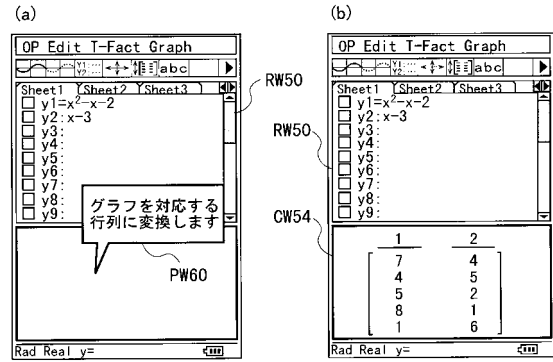 (a)
OP Edit T-Fact Graph
Y1:...
Y2:...
abc
Sheet1 Sheet2 Sheet3
y1=x²-x-2
y2:x-3
y3:
y4:
y5:
y6:
y7:
y8:
y9:
グラフを対応する
行列に変換します
Rad Real y=
RW50
PW60
(b)
OP Edit T-Fact Graph
Y1:...
Y2:...
abc
Sheet1 Sheet2 Sheet3
y1=x²-x-2
y2:x-3
y3:
y4:
y5:
y6:
y7:
y8:
y9:
1 2
7 4
4 5
5 2
8 1
1 6
Rad Real y=
RW50
CW54